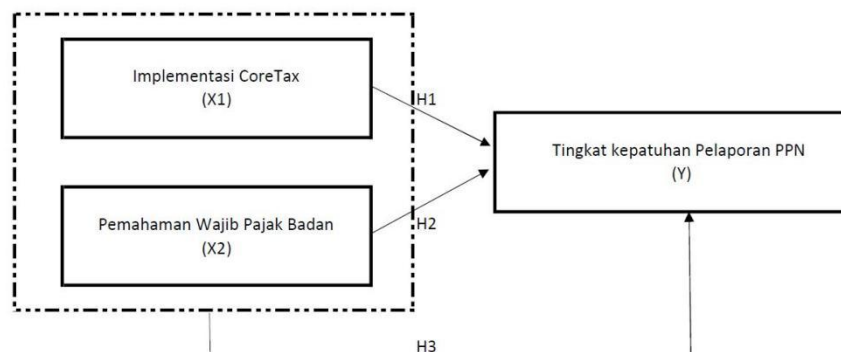 Implementasi CoreTax
(X1)
H1
Tingkat kepatuhan Pelaporan PPN
(Y)
Pemahaman Wajib Pajak Badan
(X2)
H2
H3